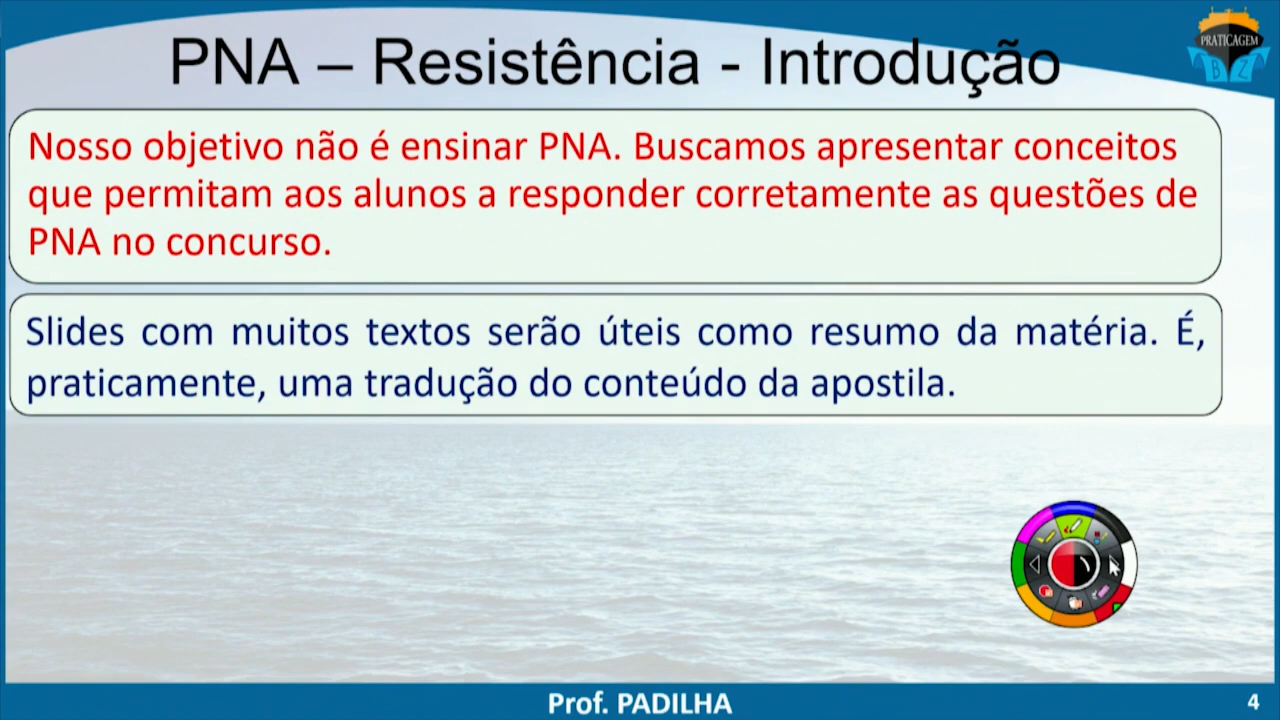 PNA – Resistência - Introdução
PRATICAGEM
B Z
Nosso objetivo não é ensinar PNA. Buscamos apresentar conceitos
que permitam aos alunos a responder corretamente as questões de
PNA no concurso.
Slides com muitos textos serão úteis como resumo da matéria. É,
praticamente, uma tradução do conteúdo da apostila.
Prof. PADILHA
4